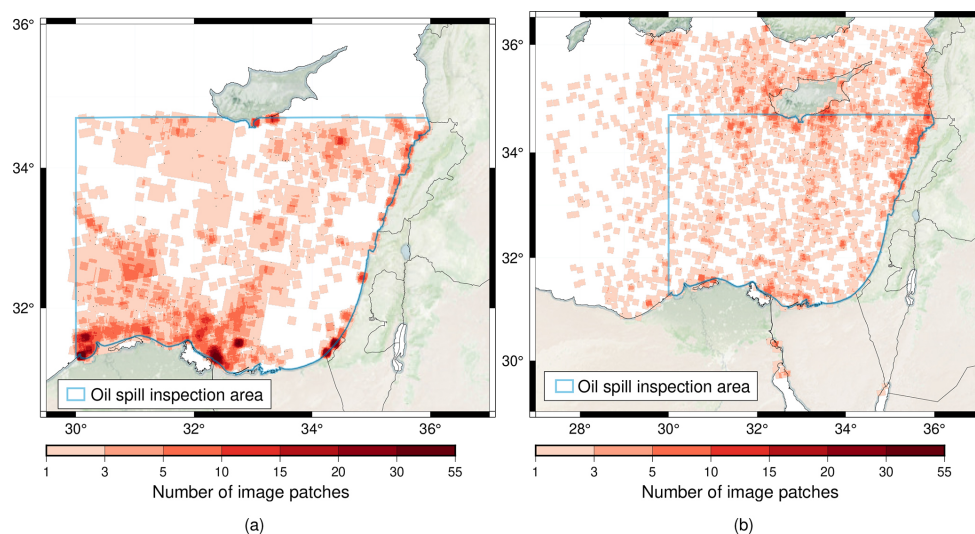 36°
34°
32°
30°
32°
34°
36°
Oil spill inspection area
1 3 5 10 15 20 30 55
Number of image patches
(a)
36°
34°
32°
30°
28°
30°
32°
34°
36°
Oil spill inspection area
1 3 5 10 15 20 30 55
Number of image patches
(b)